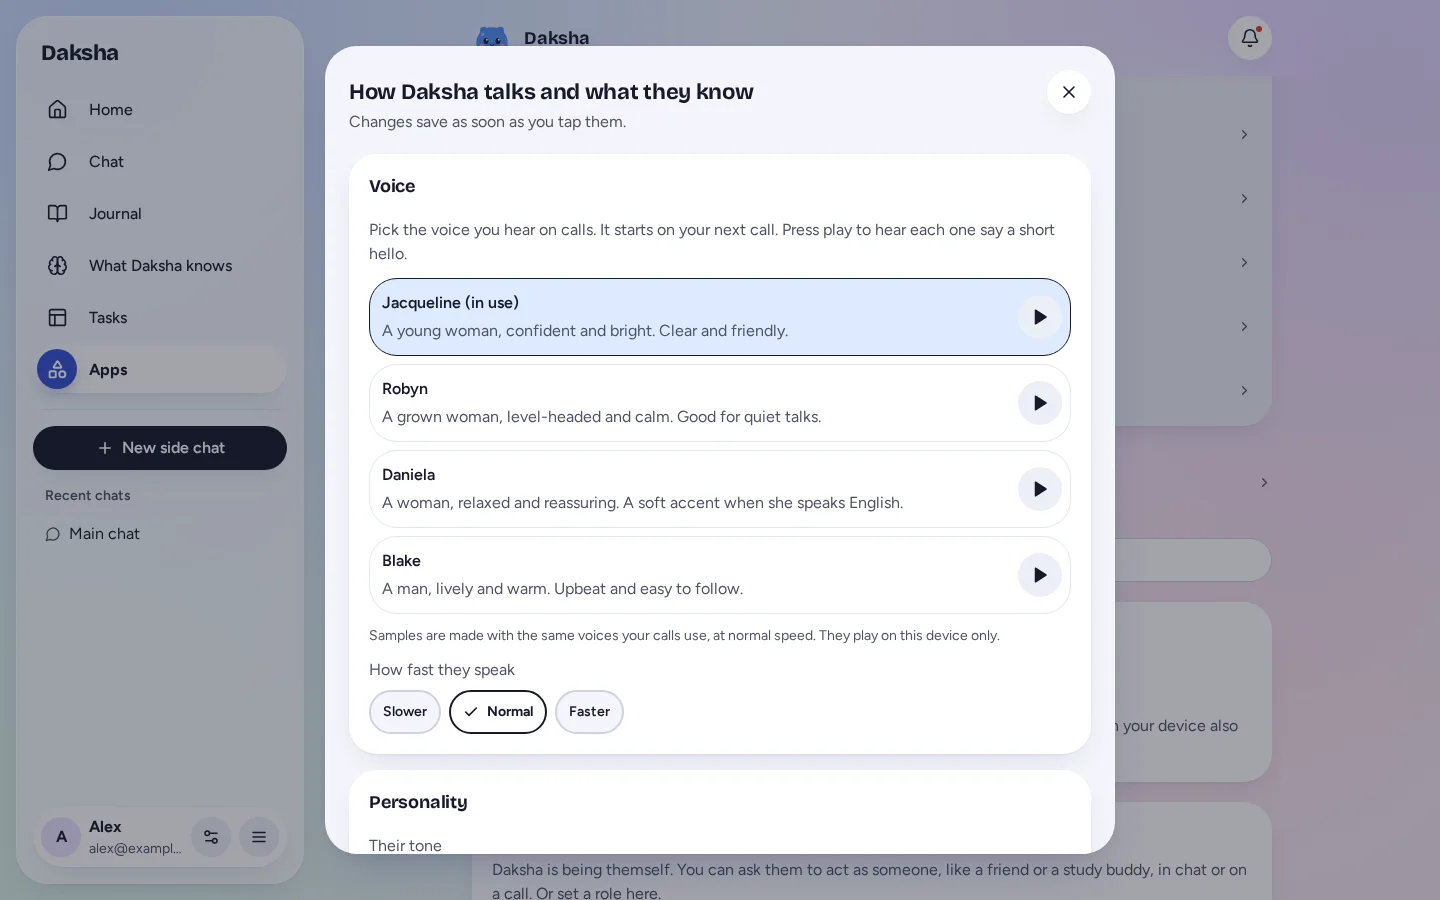 Daksha
Home
Chat
Journal
What Daksha knows
Tasks
Apps
New side chat
Recent chats
Main chat
A
Alex
alex@exampl...
Daksha
How Daksha talks and what they know
Changes save as soon as you tap them.
Voice
Pick the voice you hear on calls. It starts on your next call. Press play to hear each one say a short
hello.
Jacqueline (in use)
A young woman, confident and bright. Clear and friendly.
Robyn
A grown woman, level-headed and calm. Good for quiet talks.
Daniela
A woman, relaxed and reassuring. A soft accent when she speaks English.
Blake
A man, lively and warm. Upbeat and easy to follow.
Samples are made with the same voices your calls use, at normal speed. They play on this device only.
How fast they speak
Slower
Normal
Faster
Personality
Their tone
your device also
Daksha is being themself. You can ask them to act as someone, like a friend or a study buddy, in chat or on
a call. Or set a role here.